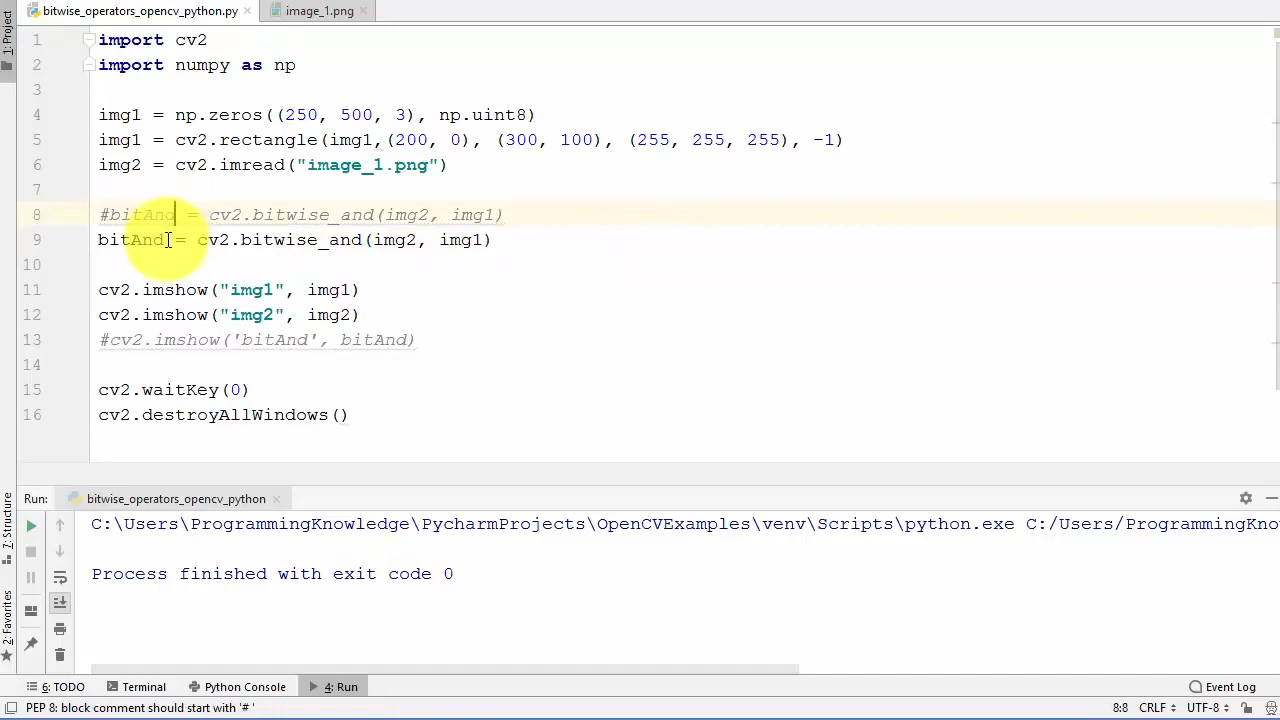 bitwise_operators_opencv_python.py
image_1.png
1: Project
1 import cv2
2 import numpy as np
3
4 img1 = np.zeros((250, 500, 3), np.uint8)
5 img1 = cv2.rectangle(img1,(200, 0), (300, 100), (255, 255, 255), -1)
6 img2 = cv2.imread("image_1.png")
7
8 #bitAnd = cv2.bitwise_and(img2, img1)
9 bitAnd = cv2.bitwise_and(img2, img1)
10
11 cv2.imshow("img1", img1)
12 cv2.imshow("img2", img2)
13 #cv2.imshow('bitAnd', bitAnd)
14
15 cv2.waitKey(0)
16 cv2.destroyAllWindows()
Run: bitwise_operators_opencv_python
7: Structure
2: Favorites
C:\Users\ProgrammingKnowledge\PycharmProjects\OpenCVExamples\venv\Scripts\python.exe C:/Users/ProgrammingKno
Process finished with exit code 0
6: TODO Terminal Python Console 4: Run Event Log
PEP 8: block comment should start with '# ' 8:8 CRLF UTF-8